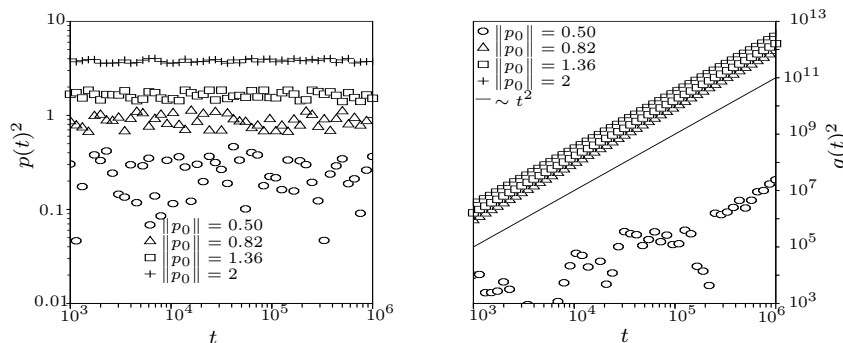 10
1
0.1
0.01
p(t)²
○ ||p₀|| = 0.50
△ ||p₀|| = 0.82
□ ||p₀|| = 1.36
+ ||p₀|| = 2
10³ 10⁴ 10⁵ 10⁶
t
○ ||p₀|| = 0.50
△ ||p₀|| = 0.82
□ ||p₀|| = 1.36
+ ||p₀|| = 2
— ~ t²
10¹³
10¹¹
10⁹
10⁷
10⁵
10³
q(t)²
10³ 10⁴ 10⁵ 10⁶
t